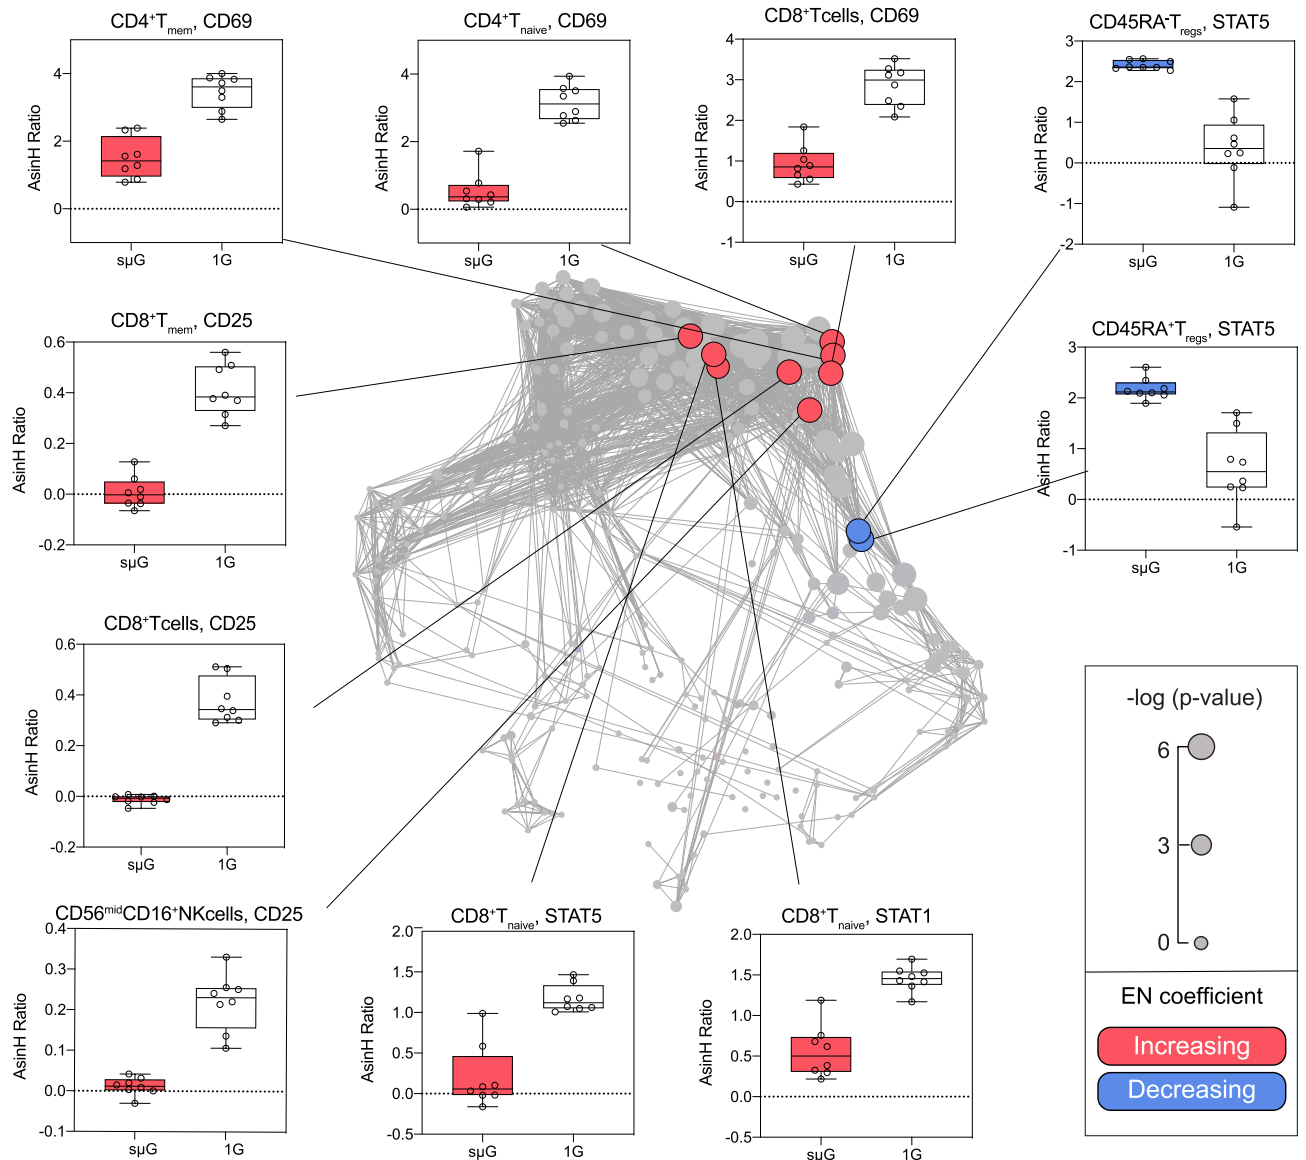 CD4+Tmem, CD69
AsinH Ratio
4
2
0
sµG
1G
CD4+Tnaive, CD69
AsinH Ratio
4
2
0
sµG
1G
CD8+Tcells, CD69
AsinH Ratio
4
3
2
1
0
-1
sµG
1G
CD45RA-Tregs, STAT5
AsinH Ratio
3
2
1
0
-1
-2
sµG
1G
CD8+Tmem, CD25
AsinH Ratio
0.6
0.4
0.2
0.0
-0.2
sµG
1G
CD45RA+Tregs, STAT5
AsinH Ratio
3
2
1
0
-1
sµG
1G
CD8+Tcells, CD25
AsinH Ratio
0.6
0.4
0.2
0.0
-0.2
sµG
1G
CD56midCD16+NKcells, CD25
AsinH Ratio
0.4
0.3
0.2
0.1
0.0
-0.1
sµG
1G
CD8+Tnaive, STAT5
AsinH Ratio
2.0
1.5
1.0
0.5
0.0
-0.5
sµG
1G
CD8+Tnaive, STAT1
AsinH Ratio
2.0
1.5
1.0
0.5
0.0
-0.5
sµG
1G
-log (p-value)
6
3
0
EN coefficient
Increasing
Decreasing